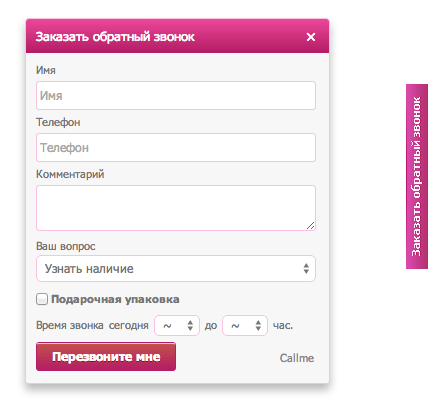 Заказать обратный звонок ×
Имя
Имя
Телефон
Телефон
Комментарий
Ваш вопрос
Узнать наличие
Подарочная упаковка
Время звонка сегодня ~ до ~ час.
Перезвоните мне
Callme
Заказать обратный звонок